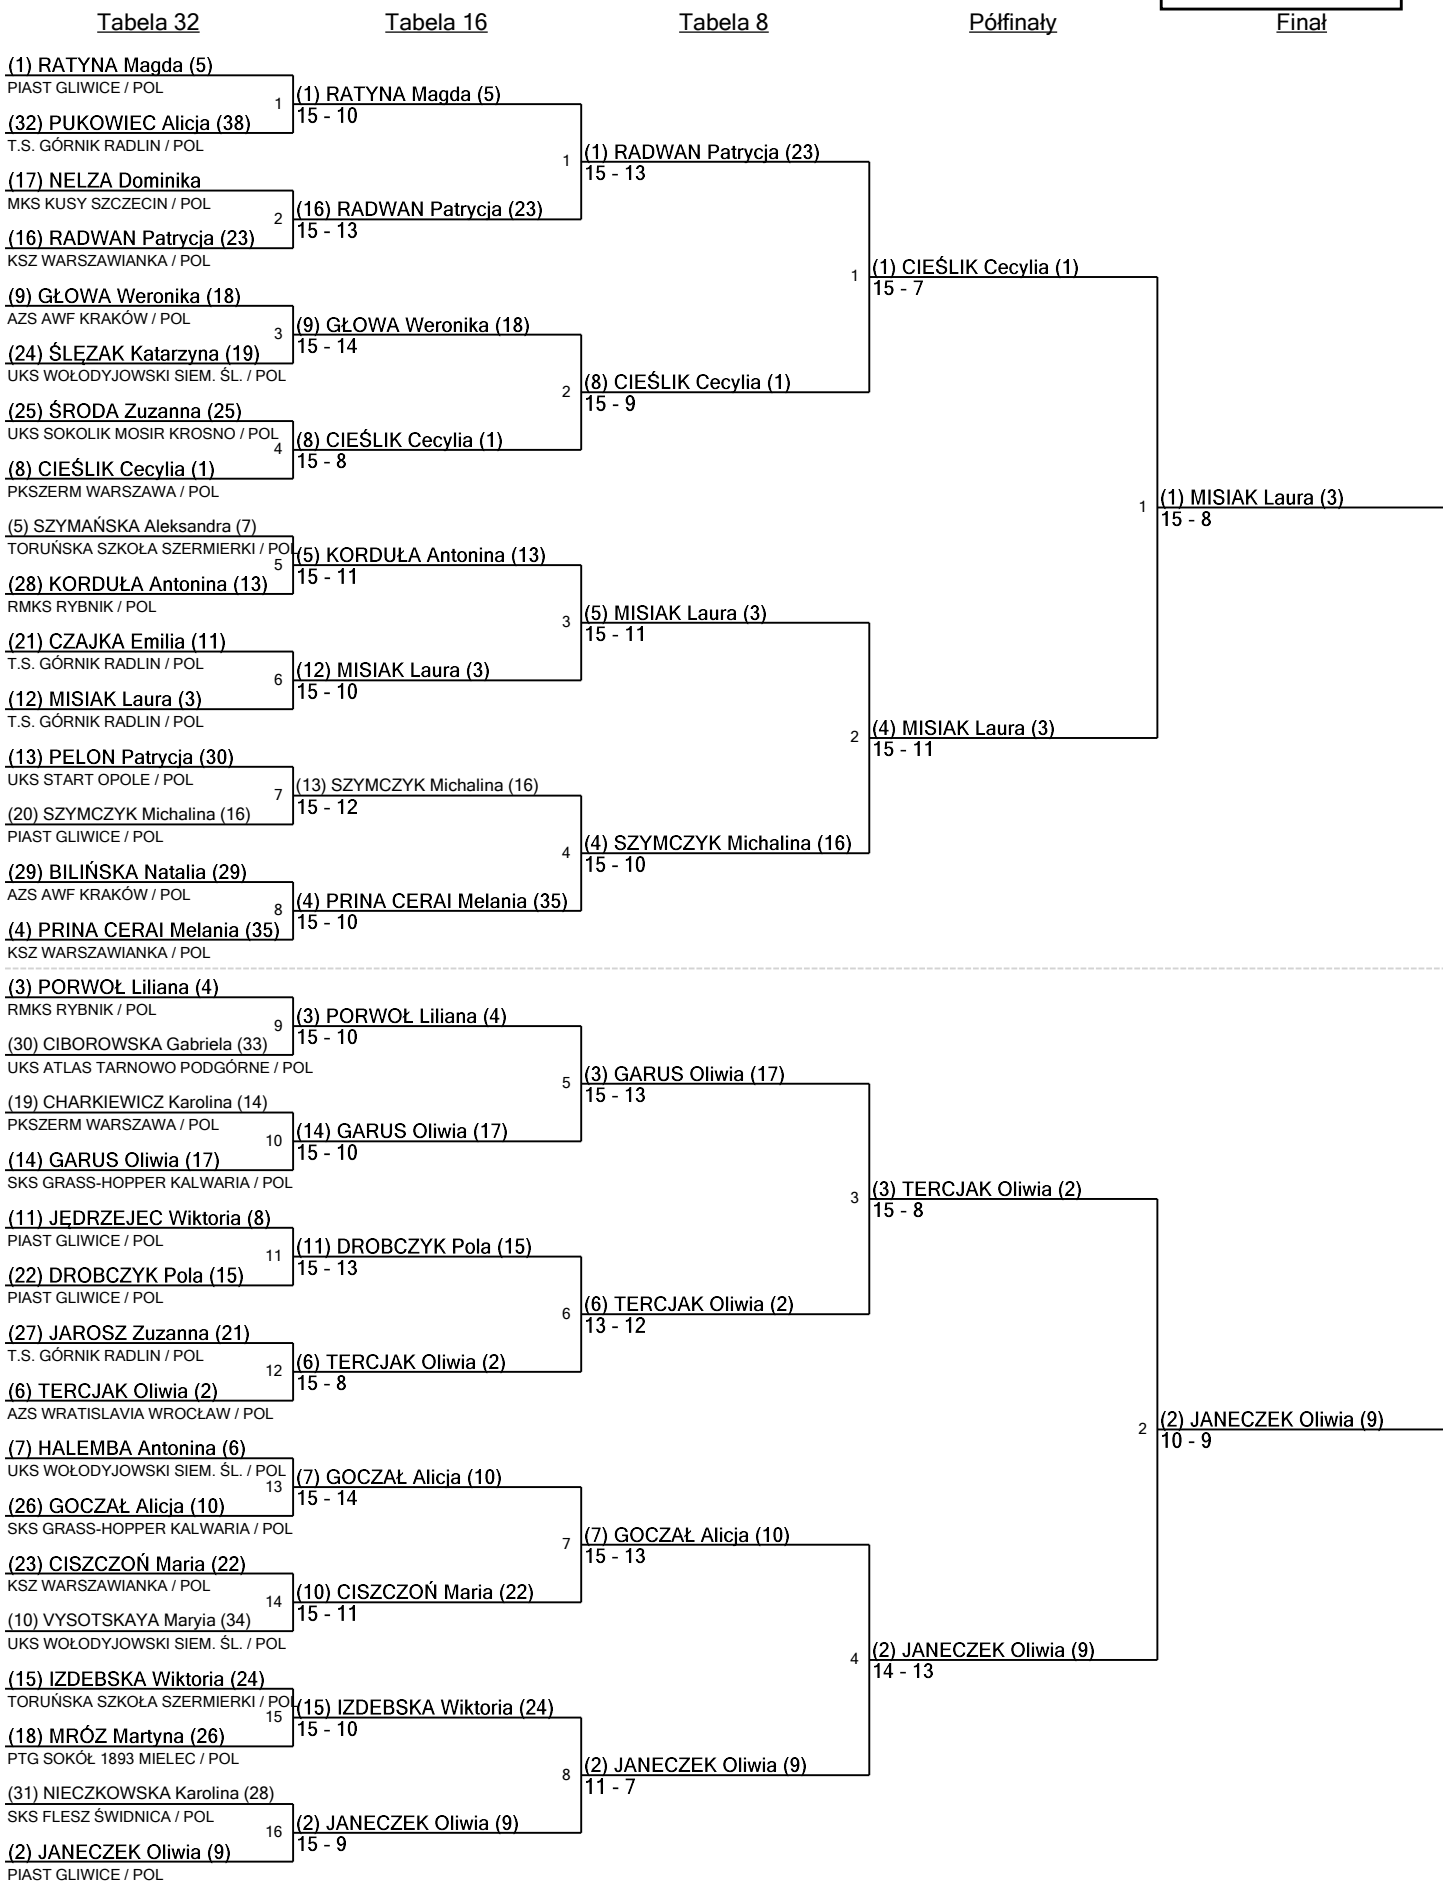 Tabela 32
Tabela 16
Tabela 8
Półfinały
Finał
(1) RATYNA Magda (5)
PIAST GLIWICE / POL
1
(32) PUKOWIEC Alicja (38)
T.S. GÓRNIK RADLIN / POL
(17) NELZA Dominika
MKS KUSY SZCZECIN / POL
2
(16) RADWAN Patrycja (23)
KSZ WARSZAWIANKA / POL
(9) GŁOWA Weronika (18)
AZS AWF KRAKÓW / POL
3
(24) ŚLĘZAK Katarzyna (19)
UKS WOŁODYJOWSKI SIEM. ŚL. / POL
(25) ŚRODA Zuzanna (25)
UKS SOKOLIK MOSIR KROSNO / POL
4
(8) CIEŚLIK Cecylia (1)
PKSZERM WARSZAWA / POL
(5) SZYMAŃSKA Aleksandra (7)
TORUŃSKA SZKOŁA SZERMIERKI / POL
5
(28) KORDUŁA Antonina (13)
RMKS RYBNIK / POL
(21) CZAJKA Emilia (11)
T.S. GÓRNIK RADLIN / POL
6
(12) MISIAK Laura (3)
T.S. GÓRNIK RADLIN / POL
(13) PELON Patrycja (30)
UKS START OPOLE / POL
7
(20) SZYMCZYK Michalina (16)
PIAST GLIWICE / POL
(29) BILIŃSKA Natalia (29)
AZS AWF KRAKÓW / POL
8
(4) PRINA CERAI Melania (35)
KSZ WARSZAWIANKA / POL
(3) PORWOŁ Liliana (4)
RMKS RYBNIK / POL
9
(30) CIBOROWSKA Gabriela (33)
UKS ATLAS TARNOWO PODGÓRNE / POL
(19) CHARKIEWICZ Karolina (14)
PKSZERM WARSZAWA / POL
10
(14) GARUS Oliwia (17)
SKS GRASS-HOPPER KALWARIA / POL
(11) JĘDRZEJEC Wiktoria (8)
PIAST GLIWICE / POL
11
(22) DROBCZYK Pola (15)
PIAST GLIWICE / POL
(27) JAROSZ Zuzanna (21)
T.S. GÓRNIK RADLIN / POL
12
(6) TERCJAK Oliwia (2)
AZS WRATISLAVIA WROCŁAW / POL
(7) HALEMBA Antonina (6)
UKS WOŁODYJOWSKI SIEM. ŚL. / POL
13
(26) GOCZAŁ Alicja (10)
SKS GRASS-HOPPER KALWARIA / POL
(23) CISZCZOŃ Maria (22)
KSZ WARSZAWIANKA / POL
14
(10) VYSOTSKAYA Maryia (34)
UKS WOŁODYJOWSKI SIEM. ŚL. / POL
(15) IZDEBSKA Wiktoria (24)
TORUŃSKA SZKOŁA SZERMIERKI / POL
15
(18) MRÓZ Martyna (26)
PTG SOKÓŁ 1893 MIELEC / POL
(31) NIECZKOWSKA Karolina (28)
SKS FLESZ ŚWIDNICA / POL
16
(2) JANECZEK Oliwia (9)
PIAST GLIWICE / POL
(1) RATYNA Magda (5)
15 - 10
1
(16) RADWAN Patrycja (23)
15 - 13
(9) GŁOWA Weronika (18)
15 - 14
2
(8) CIEŚLIK Cecylia (1)
15 - 8
(5) KORDUŁA Antonina (13)
15 - 11
3
(12) MISIAK Laura (3)
15 - 10
(13) SZYMCZYK Michalina (16)
15 - 12
4
(4) PRINA CERAI Melania (35)
15 - 10
(3) PORWOŁ Liliana (4)
15 - 10
5
(14) GARUS Oliwia (17)
15 - 10
(11) DROBCZYK Pola (15)
15 - 13
6
(6) TERCJAK Oliwia (2)
15 - 8
(7) GOCZAŁ Alicja (10)
15 - 14
7
(10) CISZCZOŃ Maria (22)
15 - 11
(15) IZDEBSKA Wiktoria (24)
15 - 10
8
(2) JANECZEK Oliwia (9)
15 - 9
(1) RADWAN Patrycja (23)
15 - 13
1
(8) CIEŚLIK Cecylia (1)
15 - 9
(5) MISIAK Laura (3)
15 - 11
2
(4) SZYMCZYK Michalina (16)
15 - 10
(3) GARUS Oliwia (17)
15 - 13
3
(6) TERCJAK Oliwia (2)
13 - 12
(7) GOCZAŁ Alicja (10)
15 - 13
4
(2) JANECZEK Oliwia (9)
11 - 7
(1) CIEŚLIK Cecylia (1)
15 - 7
1
(4) MISIAK Laura (3)
15 - 11
(3) TERCJAK Oliwia (2)
15 - 8
2
(2) JANECZEK Oliwia (9)
14 - 13
(1) MISIAK Laura (3)
15 - 8
(2) JANECZEK Oliwia (9)
10 - 9